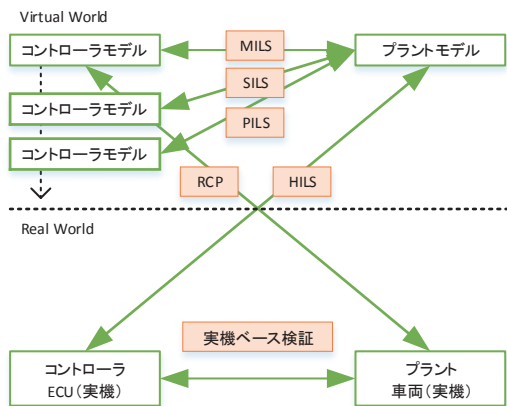 Virtual World
コントローラモデル
MILS
プラントモデル
SILS
コントローラモデル
PILS
コントローラモデル
RCP
HILS
Real World
実機ベース検証
コントローラ
ECU（実機）
プラント
車両（実機）